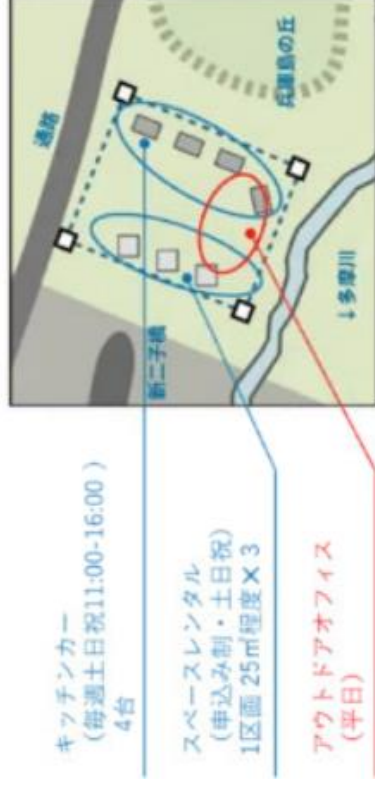 キッチンカー
(毎週土日祝11:00-16:00 )
4台
スペースレンタル
(申込み制・土日祝)
1区画 25㎡程度×3
アウトドアオフィス
(平日)
通路
新二子橋
兵庫島の丘
↓多摩川